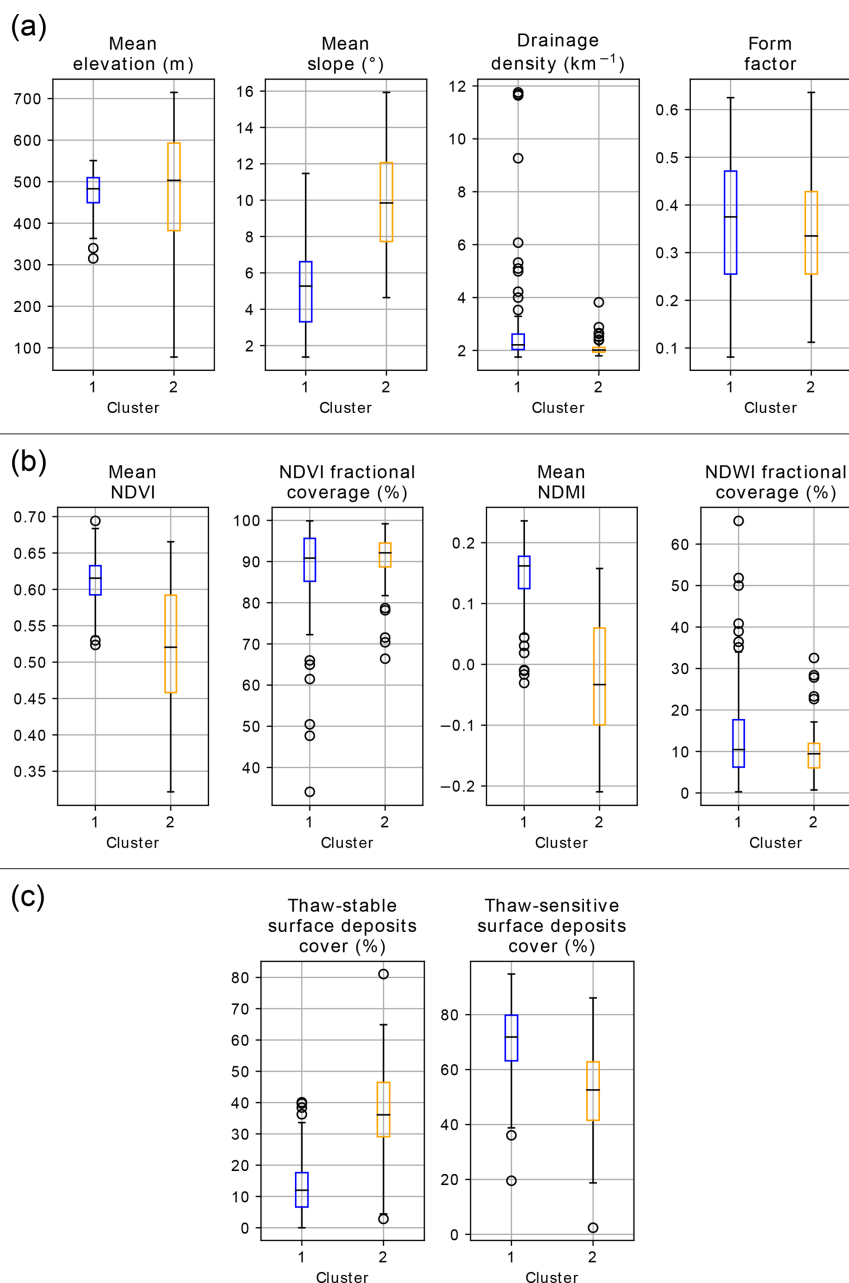 (a)
Mean
elevation (m)
700
600
500
400
300
200
100
1 2
Cluster
Mean
slope (°)
16
14
12
10
8
6
4
2
1 2
Cluster
Drainage
density (km⁻¹)
12
10
8
6
4
2
1 2
Cluster
Form
factor
0.6
0.5
0.4
0.3
0.2
0.1
1 2
Cluster
(b)
Mean
NDVI
0.70
0.65
0.60
0.55
0.50
0.45
0.40
0.35
1 2
Cluster
NDVI fractional
coverage (%)
100
90
80
70
60
50
40
1 2
Cluster
Mean
NDMI
0.2
0.1
0.0
−0.1
−0.2
1 2
Cluster
NDWI fractional
coverage (%)
60
50
40
30
20
10
0
1 2
Cluster
(c)
Thaw-stable
surface deposits
cover (%)
80
70
60
50
40
30
20
10
0
1 2
Cluster
Thaw-sensitive
surface deposits
cover (%)
80
60
40
20
0
1 2
Cluster